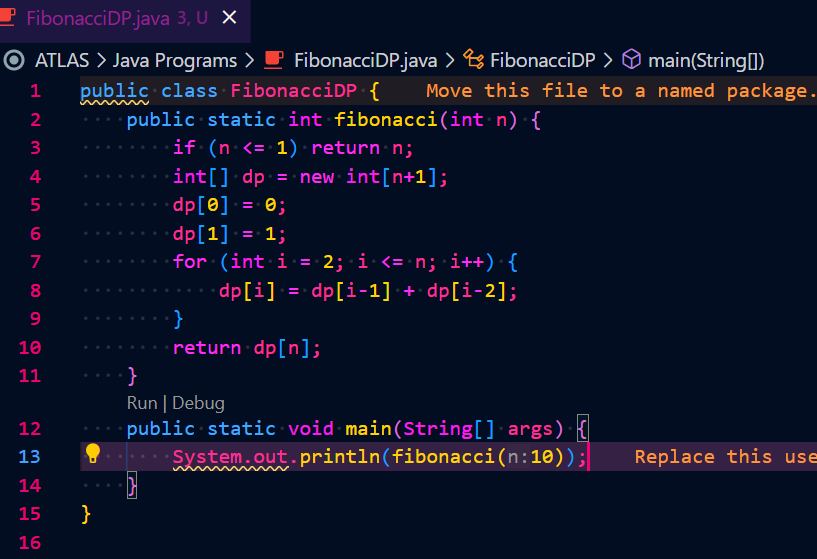 FibonacciDP.java 3, U
ATLAS > Java Programs > FibonacciDP.java > FibonacciDP > main(String[])
1 public class FibonacciDP { Move this file to a named package.
2 public static int fibonacci(int n) {
3 if (n <= 1) return n;
4 int[] dp = new int[n+1];
5 dp[0] = 0;
6 dp[1] = 1;
7 for (int i = 2; i <= n; i++) {
8 dp[i] = dp[i-1] + dp[i-2];
9 }
10 return dp[n];
11 }
Run | Debug
12 public static void main(String[] args) {
13 System.out.println(fibonacci(n:10)); Replace this use
14 }
15 }
16